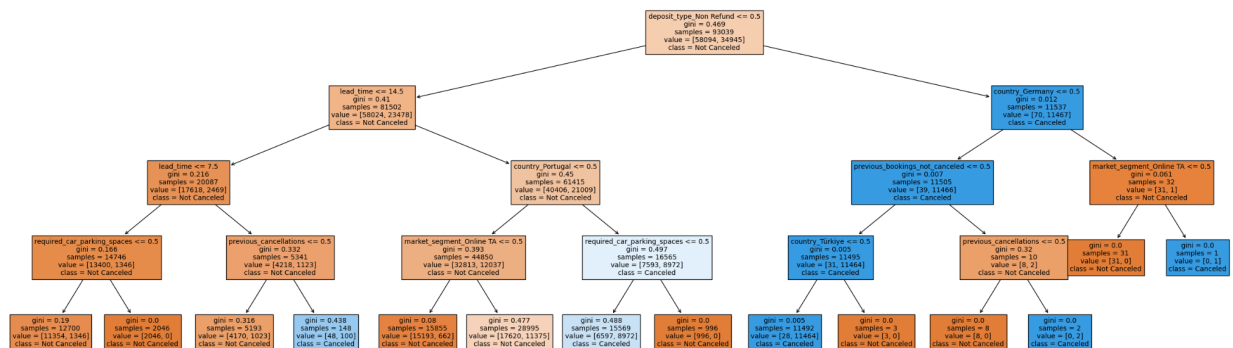 deposit_type_Non Refund <= 0.5
gini = 0.469
samples = 93039
value = [58094, 34945]
class = Not Canceled
lead_time <= 14.5
gini = 0.41
samples = 81502
value = [58024, 23478]
class = Not Canceled
country_Germany <= 0.5
gini = 0.012
samples = 11537
value = [70, 11467]
class = Canceled
lead_time <= 7.5
gini = 0.216
samples = 20087
value = [17618, 2469]
class = Not Canceled
country_Portugal <= 0.5
gini = 0.45
samples = 61415
value = [40406, 21009]
class = Not Canceled
previous_bookings_not_canceled <= 0.5
gini = 0.007
samples = 11505
value = [39, 11466]
class = Canceled
market_segment_Online TA <= 0.5
gini = 0.061
samples = 32
value = [31, 1]
class = Not Canceled
required_car_parking_spaces <= 0.5
gini = 0.166
samples = 14746
value = [13400, 1346]
class = Not Canceled
previous_cancellations <= 0.5
gini = 0.332
samples = 5341
value = [4218, 1123]
class = Not Canceled
market_segment_Online TA <= 0.5
gini = 0.393
samples = 44850
value = [32813, 12037]
class = Not Canceled
required_car_parking_spaces <= 0.5
gini = 0.497
samples = 16565
value = [7593, 8972]
class = Canceled
country_Türkiye <= 0.5
gini = 0.005
samples = 11495
value = [31, 11464]
class = Canceled
previous_cancellations <= 0.5
gini = 0.32
samples = 10
value = [8, 2]
class = Not Canceled
gini = 0.0
samples = 31
value = [31, 0]
class = Not Canceled
gini = 0.0
samples = 1
value = [0, 1]
class = Canceled
gini = 0.19
samples = 12700
value = [11354, 1346]
class = Not Canceled
gini = 0.0
samples = 2046
value = [2046, 0]
class = Not Canceled
gini = 0.316
samples = 5193
value = [4170, 1023]
class = Not Canceled
gini = 0.438
samples = 148
value = [48, 100]
class = Canceled
gini = 0.08
samples = 15855
value = [15193, 662]
class = Not Canceled
gini = 0.477
samples = 28995
value = [17620, 11375]
class = Not Canceled
gini = 0.488
samples = 15569
value = [6597, 8972]
class = Canceled
gini = 0.0
samples = 996
value = [996, 0]
class = Not Canceled
gini = 0.005
samples = 11492
value = [28, 11464]
class = Canceled
gini = 0.0
samples = 3
value = [3, 0]
class = Not Canceled
gini = 0.0
samples = 8
value = [8, 0]
class = Not Canceled
gini = 0.0
samples = 2
value = [0, 2]
class = Canceled